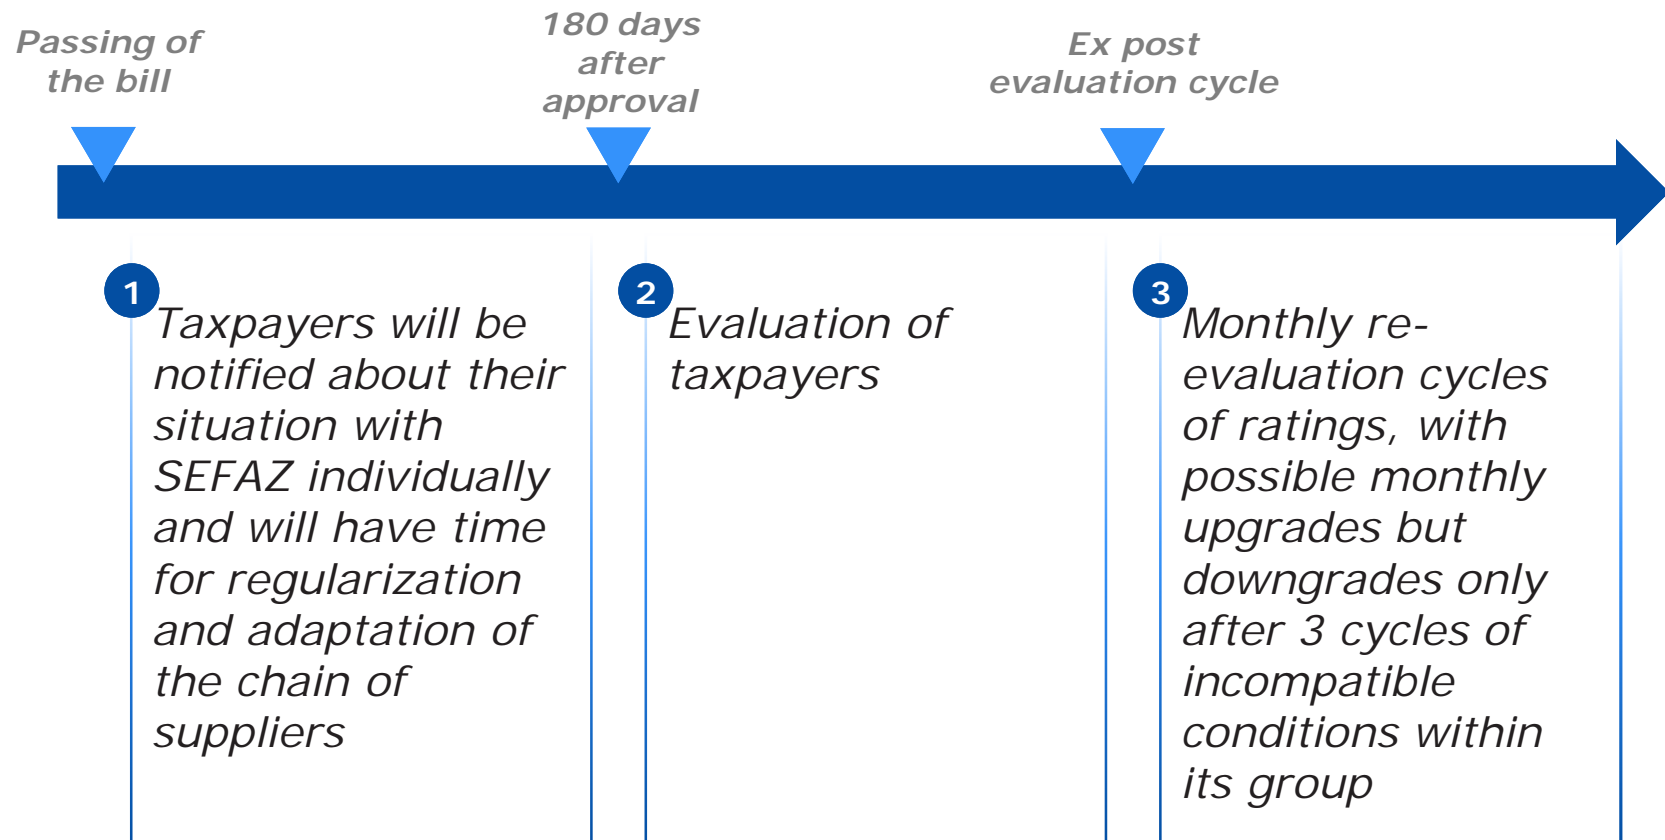 Passing of
the bill
180 days
after
approval
Ex post
evaluation cycle
1
Taxpayers will be
notified about their
situation with
SEFAZ individually
and will have time
for regularization
and adaptation of
the chain of
suppliers
2
Evaluation of
taxpayers
3
Monthly re-
evaluation cycles
of ratings, with
possible monthly
upgrades but
downgrades only
after 3 cycles of
incompatible
conditions within
its group